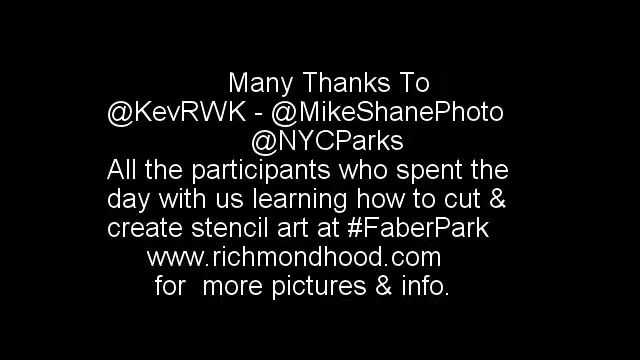 Many Thanks To
@KevRWK - @MikeShanePhoto
@NYCParks
All the participants who spent the
day with us learning how to cut &
create stencil art at #FaberPark
www.richmondhood.com
for  more pictures & info.